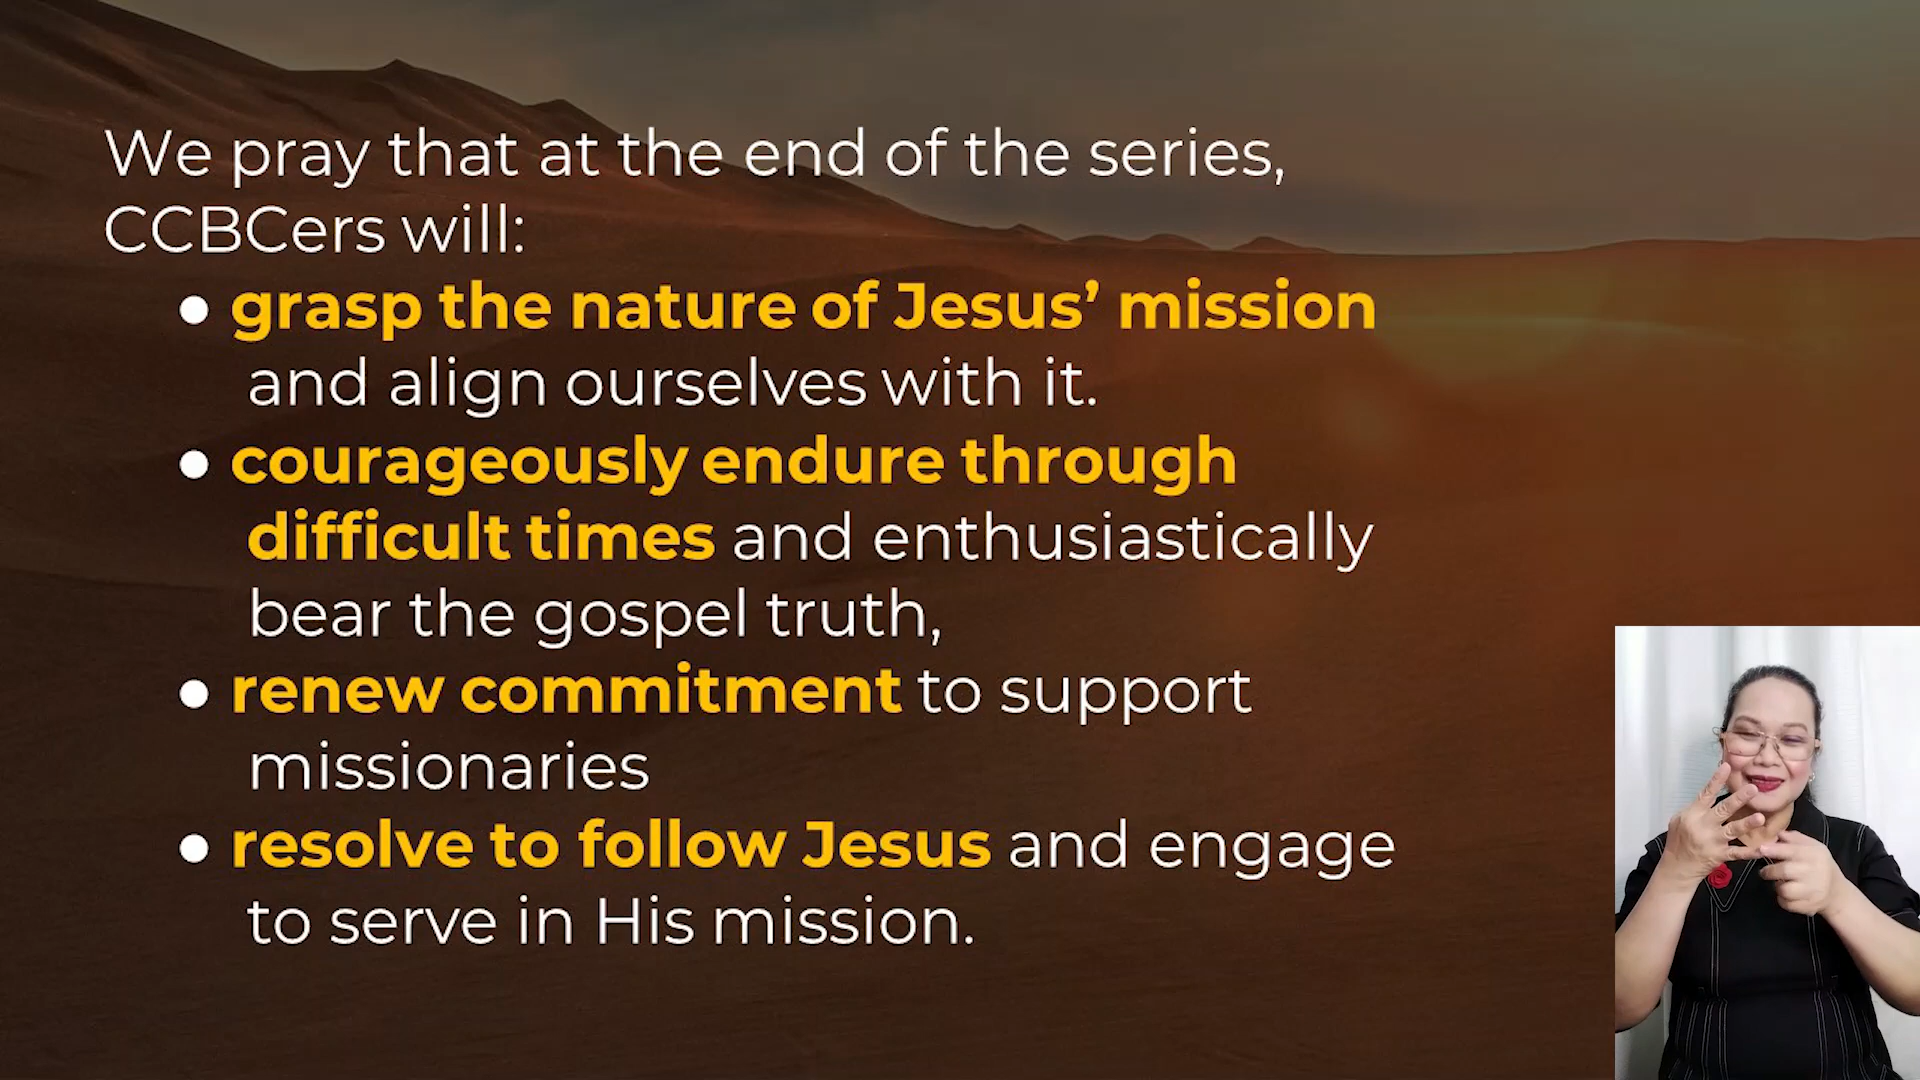 We pray that at the end of the series,
CCBCers will:
● grasp the nature of Jesus’ mission
and align ourselves with it.
● courageously endure through
difficult times and enthusiastically
bear the gospel truth,
● renew commitment to support
missionaries
● resolve to follow Jesus and engage
to serve in His mission.